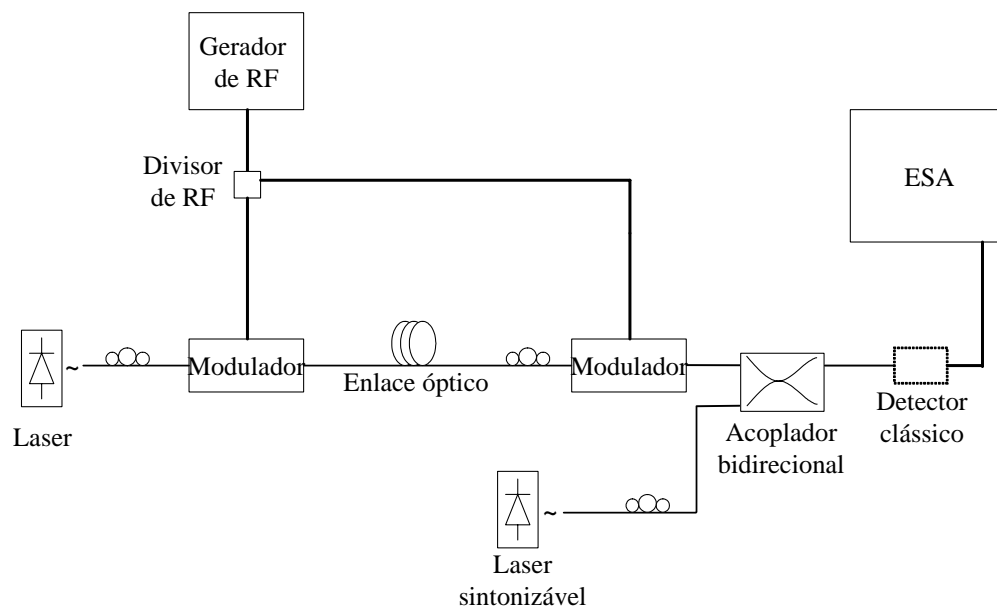 Gerador
de RF
Divisor
de RF
ESA
Modulador
Enlace óptico
Modulador
Laser
Acoplador
bidirecional
Detector
clássico
Laser
sintonizável